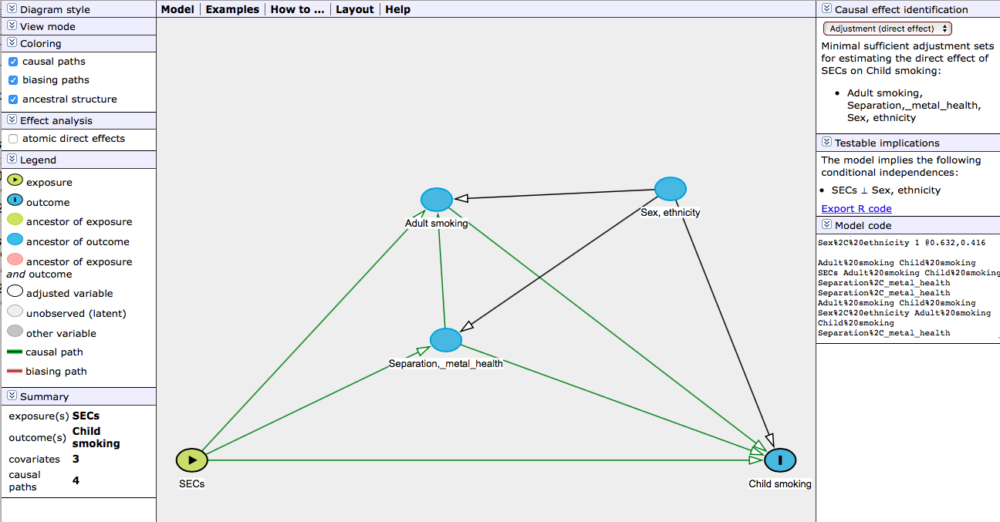 Diagram style
View mode
Coloring
causal paths
biasing paths
ancestral structure
Effect analysis
atomic direct effects
Legend
exposure
outcome
ancestor of exposure
ancestor of outcome
ancestor of exposure
and outcome
adjusted variable
unobserved (latent)
other variable
causal path
biasing path
Summary
exposure(s) SECs
outcome(s) Child
smoking
covariates 3
causal
paths 4
Model Examples How to ... Layout Help
Adult smoking
Sex, ethnicity
Separation,_metal_health
SECs
Child smoking
Causal effect identification
Adjustment (direct effect)
Minimal sufficient adjustment sets
for estimating the direct effect of
SECs on Child smoking:
• Adult smoking,
Separation,_metal_health,
Sex, ethnicity
Testable implications
The model implies the following
conditional independences:
• SECs ⊥ Sex, ethnicity
Export R code
Model code
Sex%2C%20ethnicity 1 @0.632,0.416
Adult%20smoking Child%20smoking
SECs Adult%20smoking Child%20smoking
Separation%2C_metal_health
Separation%2C_metal_health
Adult%20smoking Child%20smoking
Sex%2C%20ethnicity Adult%20smoking
Child%20smoking
Separation%2C_metal_health